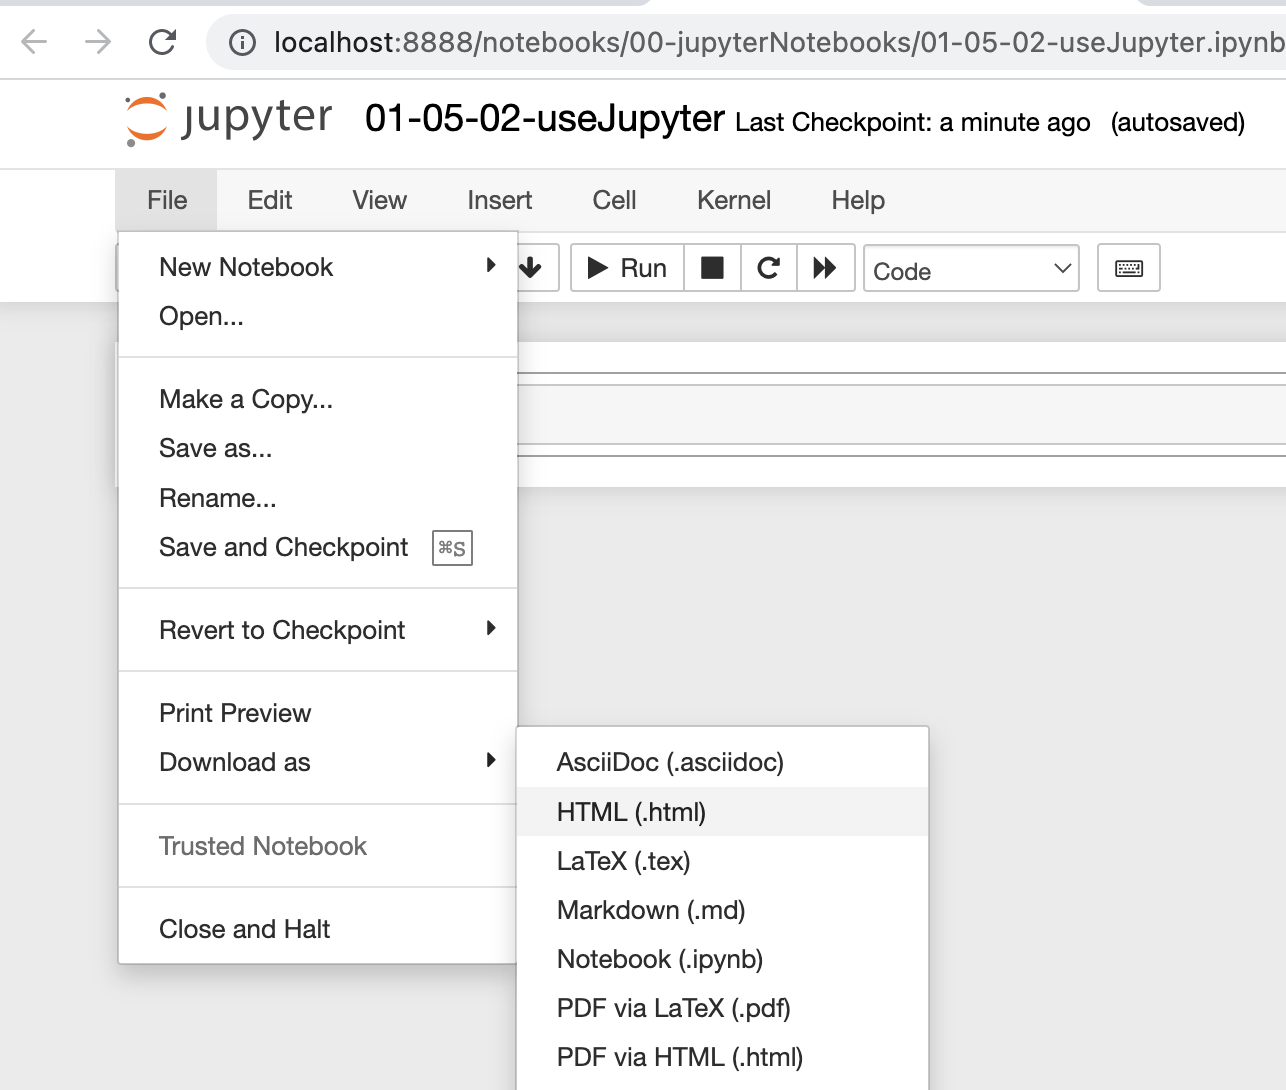 localhost:8888/notebooks/00-jupyterNotebooks/01-05-02-useJupyter.ipynb
jupyter 01-05-02-useJupyter Last Checkpoint: a minute ago (autosaved)
File Edit View Insert Cell Kernel Help
Run Code
New Notebook
Open...
Make a Copy...
Save as...
Rename...
Save and Checkpoint ⌘S
Revert to Checkpoint
Print Preview
Download as
AsciiDoc (.asciidoc)
HTML (.html)
LaTeX (.tex)
Trusted Notebook
Markdown (.md)
Close and Halt
Notebook (.ipynb)
PDF via LaTeX (.pdf)
PDF via HTML (.html)